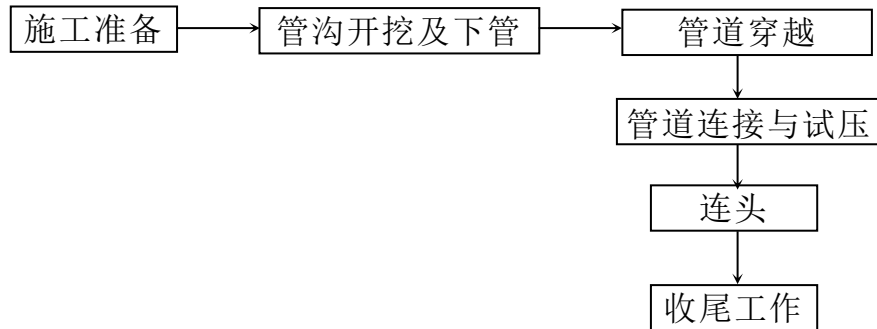 施工准备
管沟开挖及下管
管道穿越
管道连接与试压
连头
收尾工作